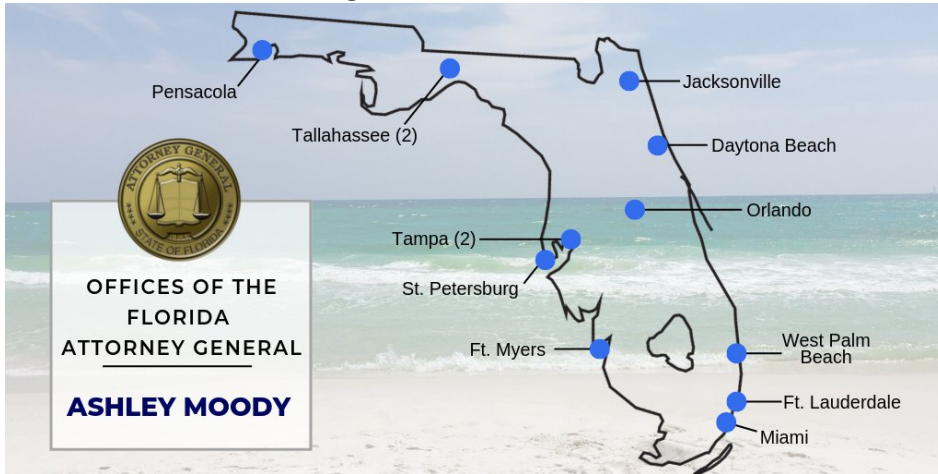 Pensacola
Tallahassee (2)
Jacksonville
Daytona Beach
Orlando
Tampa (2)
St. Petersburg
Ft. Myers
West Palm
Beach
Ft. Lauderdale
Miami
ATTORNEY GENERAL
STATE OF FLORIDA
OFFICES OF THE
FLORIDA
ATTORNEY GENERAL
ASHLEY MOODY